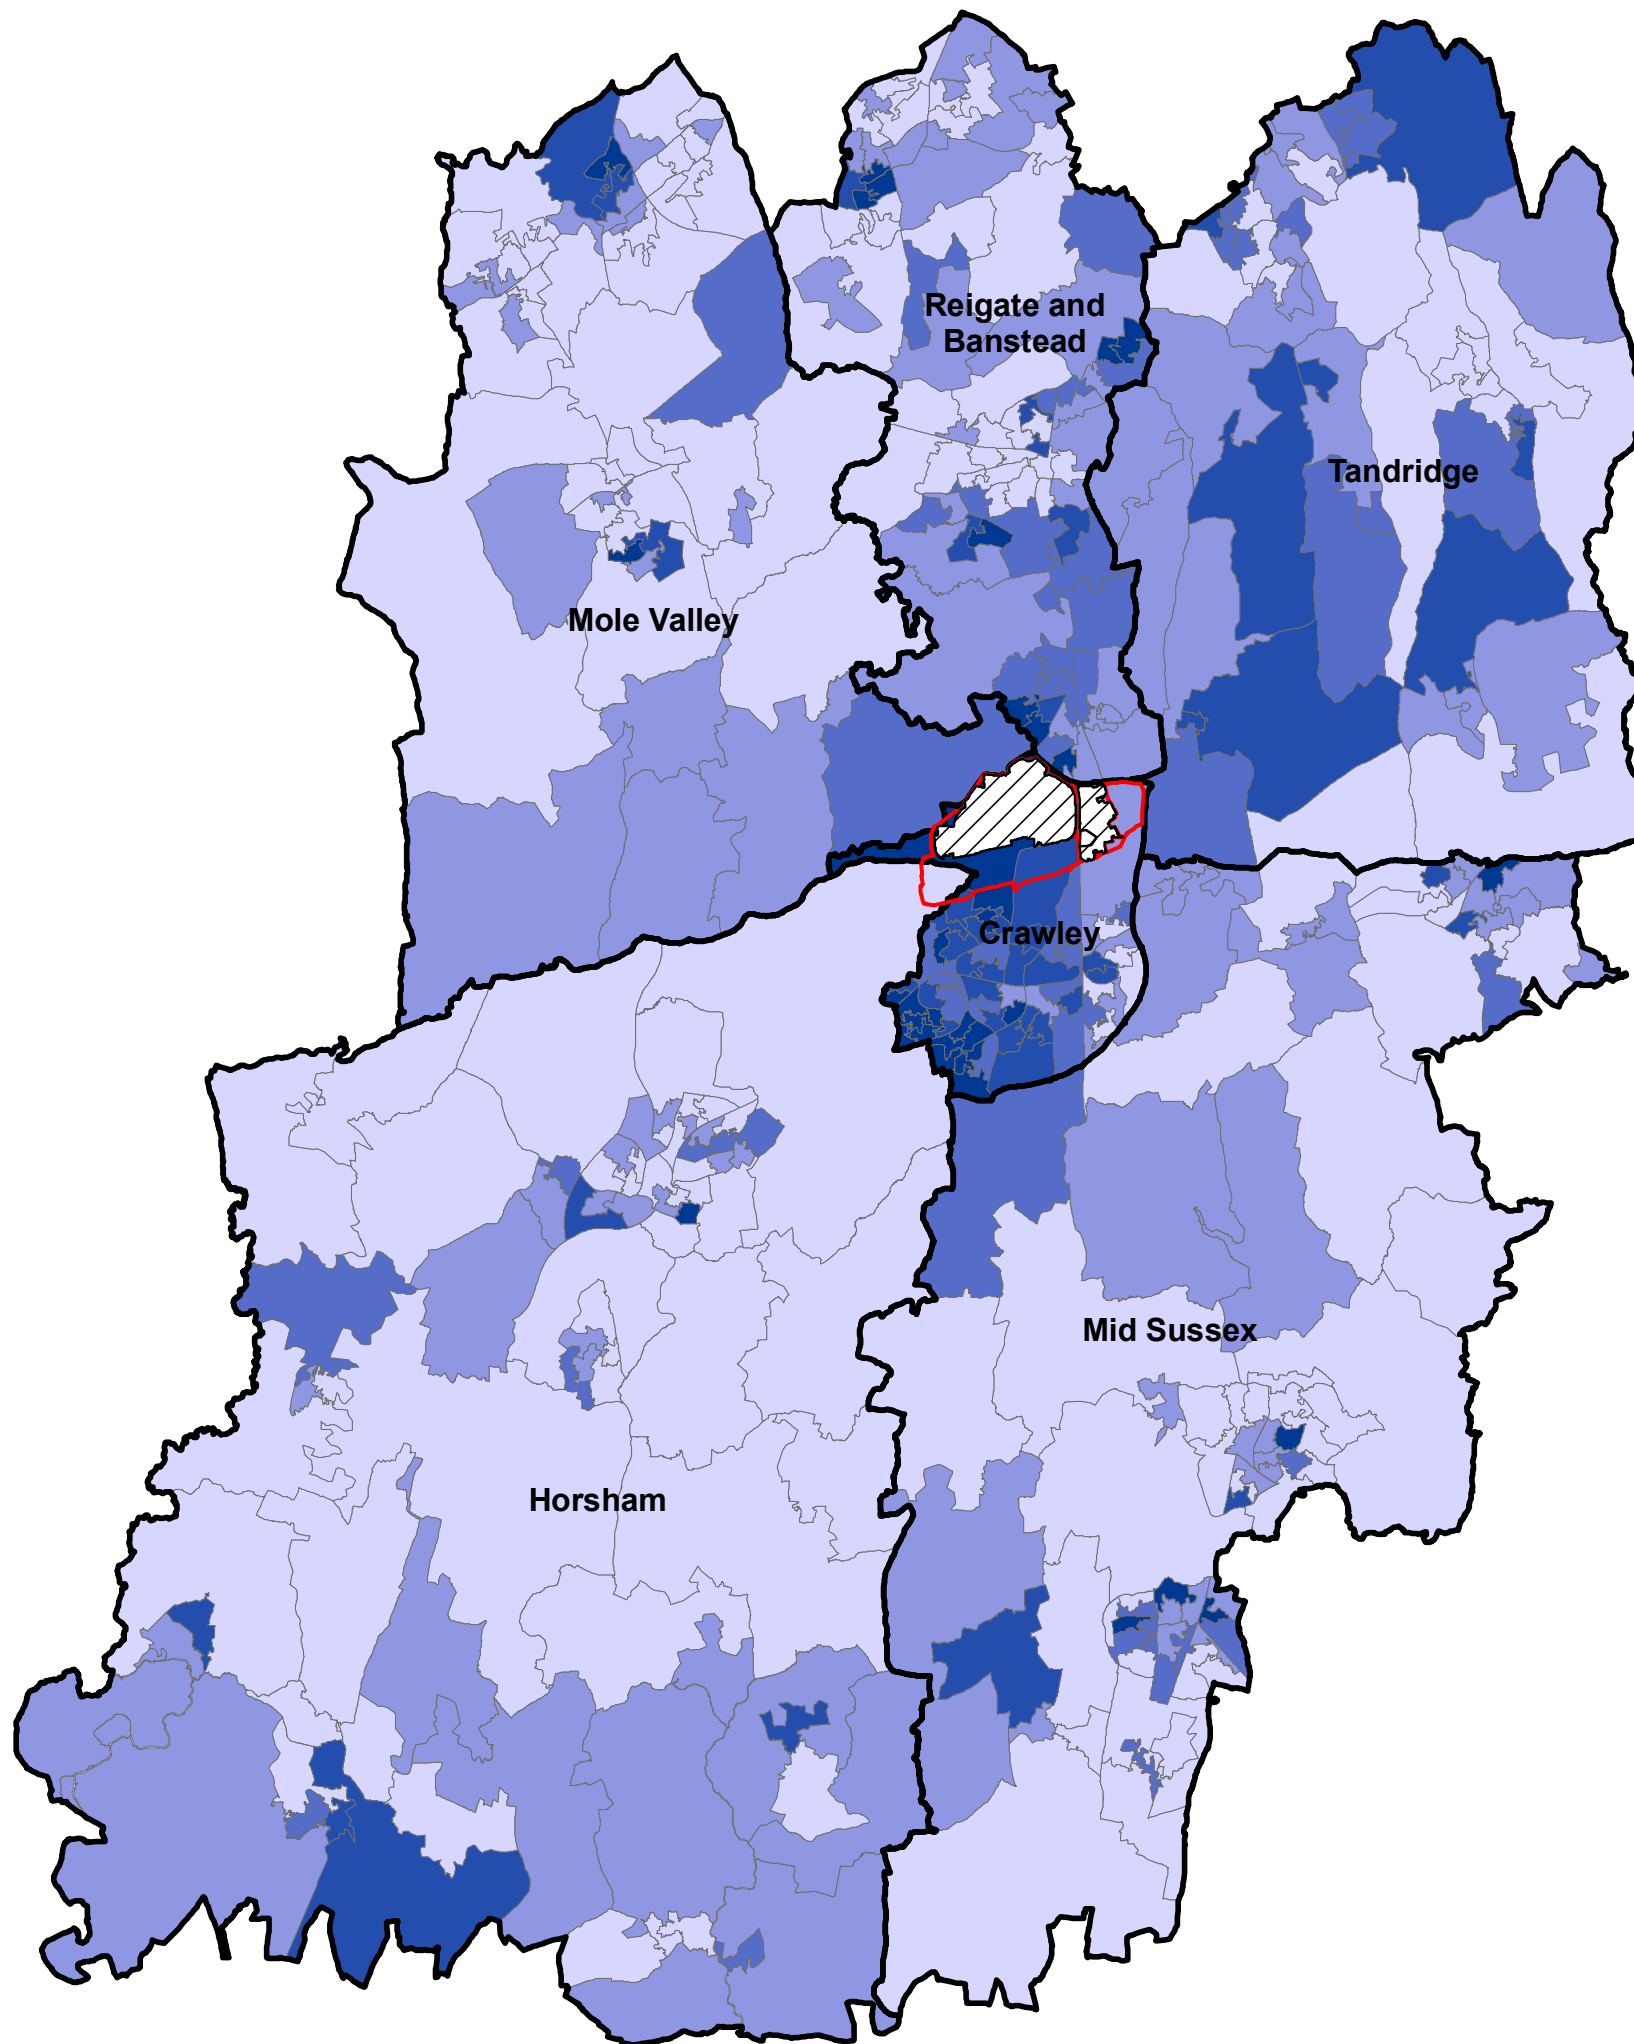 Reigate and
Banstead
Tandridge
Mole Valley
Crawley
Mid Sussex
Horsham